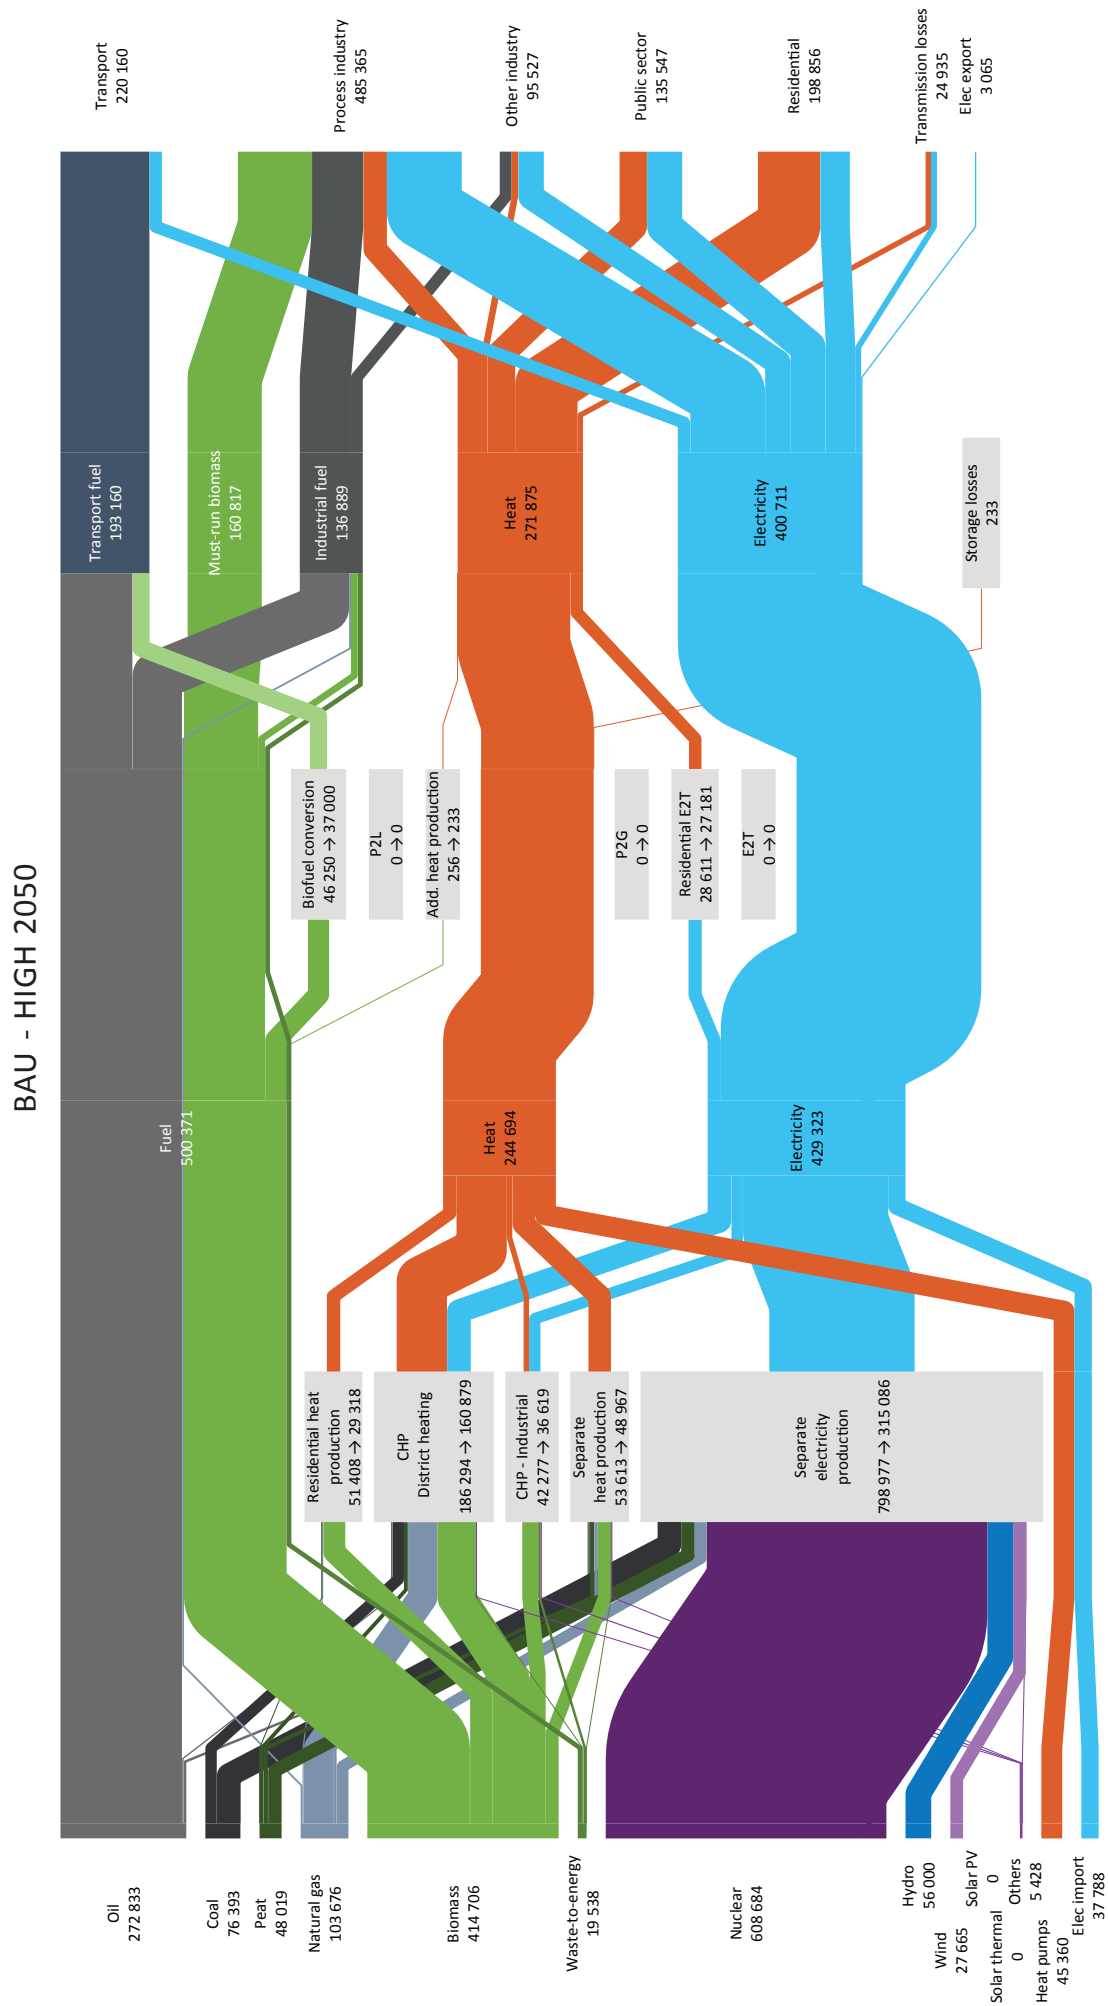 BAU - HIGH 2050
Oil
272 833
Coal
76 393
Peat
48 019
Natural gas
103 676
Biomass
414 706
Waste-to-energy
19 538
Nuclear
608 684
Hydro
56 000
Wind
27 665
Solar PV
0
Solar thermal
0
Others
5 428
Heat pumps
45 360
Elec import
37 788
Residential heat
production
51 408 → 29 318
CHP
District heating
186 294 → 160 879
CHP - Industrial
42 277 → 36 619
Separate
heat production
53 613 → 48 967
Separate
electricity
production
798 977 → 315 086
Fuel
500 371
Heat
244 694
Electricity
429 323
Biofuel conversion
46 250 → 37 000
P2L
0 → 0
Add. heat production
256 → 233
P2G
0 → 0
Residential E2T
28 611 → 27 181
E2T
0 → 0
Transport fuel
193 160
Must-run biomass
160 817
Industrial fuel
136 889
Heat
271 875
Electricity
400 711
Storage losses
233
Transport
220 160
Process industry
485 365
Other industry
95 527
Public sector
135 547
Residential
198 856
Transmission losses
24 935
Elec export
3 065